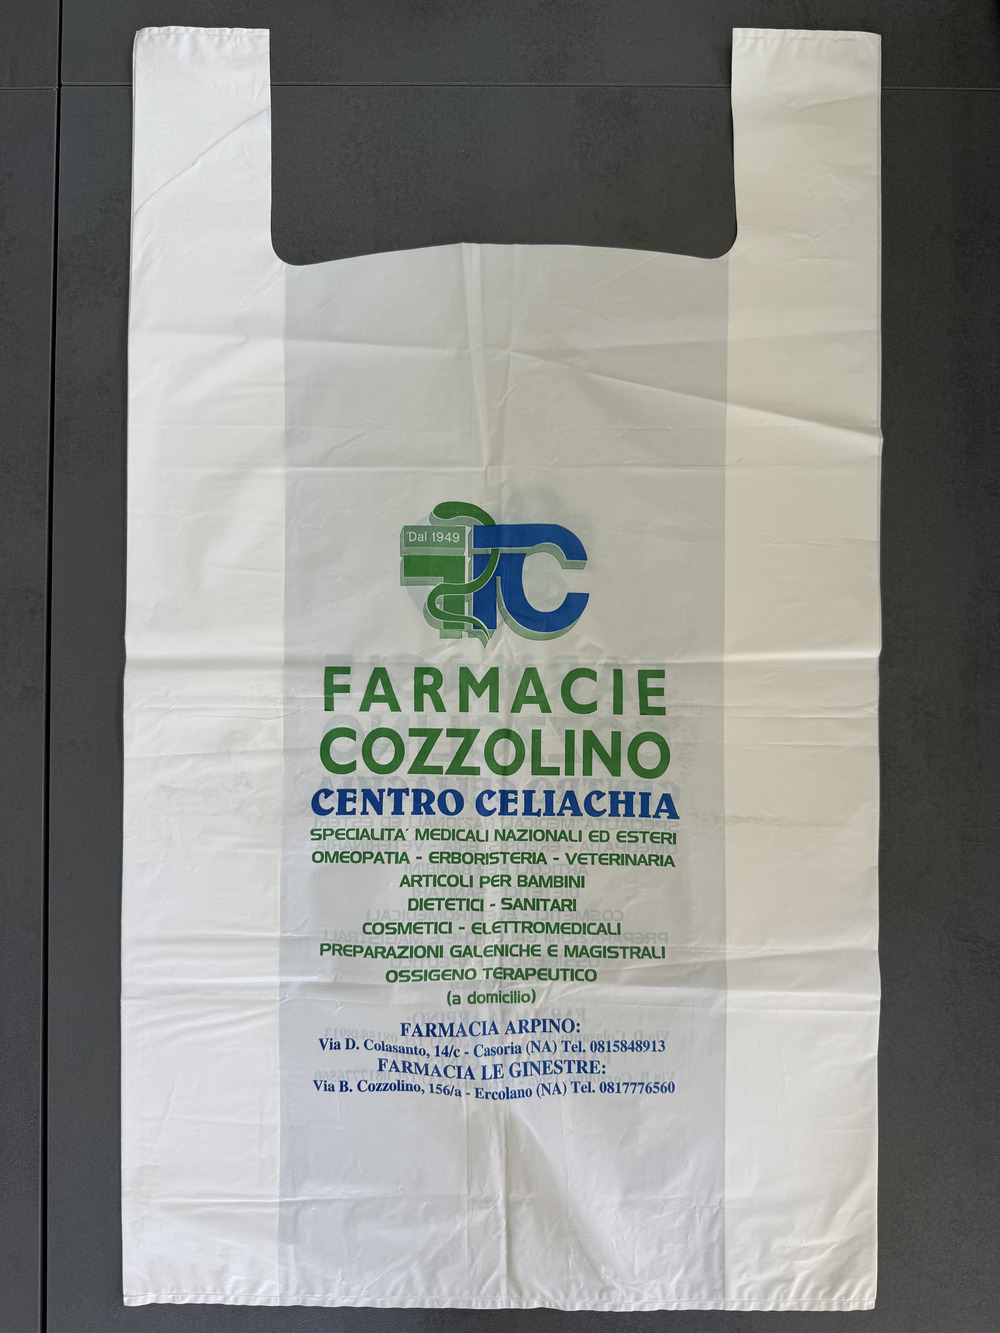 Dal 1949
FC
FARMACIE
COZZOLINO
CENTRO CELIACHIA
SPECIALITA' MEDICALI NAZIONALI ED ESTERI
OMEOPATIA - ERBORISTERIA - VETERINARIA
ARTICOLI PER BAMBINI
DIETETICI - SANITARI
COSMETICI - ELETTROMEDICALI
PREPARAZIONI GALENICHE E MAGISTRALI
OSSIGENO TERAPEUTICO
(a domicilio)
FARMACIA ARPINO:
Via D. Colasanto, 14/c - Casoria (NA) Tel. 0815848913
FARMACIA LE GINESTRE:
Via B. Cozzolino, 156/a - Ercolano (NA) Tel. 0817776560